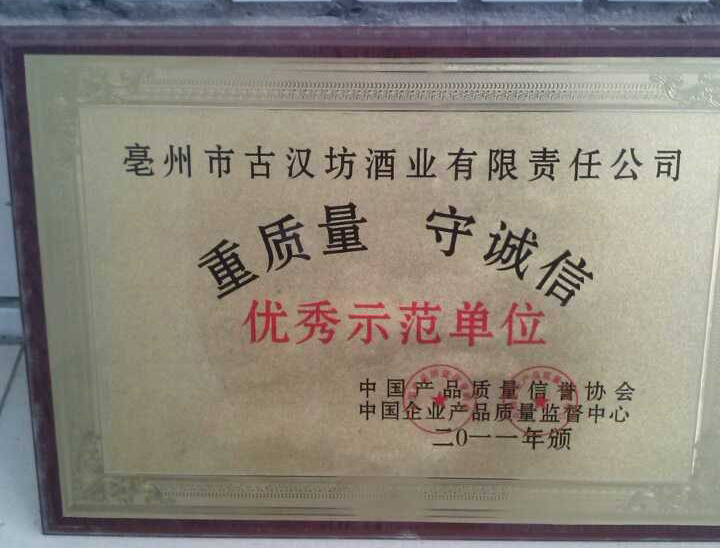 亳州市古汉坊酒业有限责任公司
重质量 守诚信
优秀示范单位
中国产品质量信誉协会
中国企业产品质量监督中心
二0一一年颁